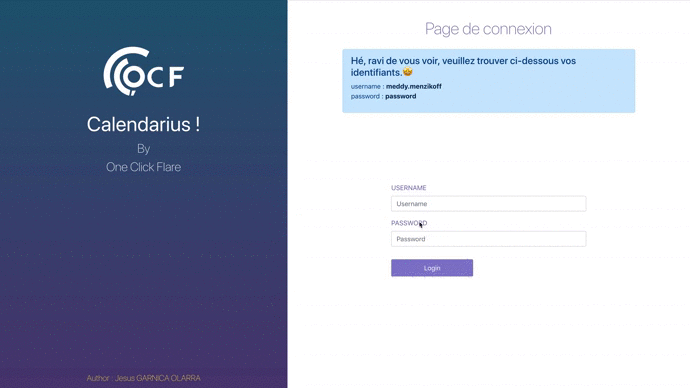 OCF
Calendarius !
By
One Click Flare
Author : Jesus GARNICA OLARRA
Page de connexion
Hé, ravi de vous voir, veuillez trouver ci-dessous vos
identifiants.🤩
username : meddy.menzikoff
password : password
USERNAME
Username
PASSWORD
Password
Login